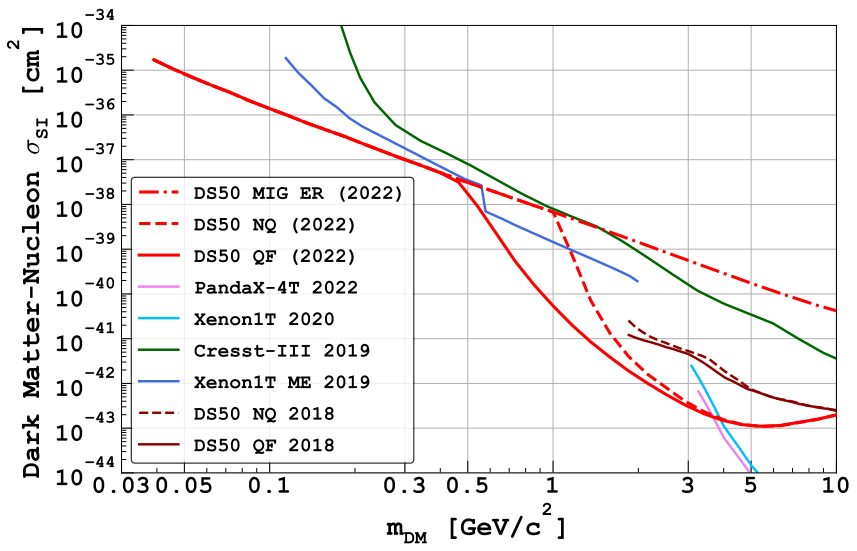 Dark Matter-Nucleon σ_SI [cm²]
10⁻³⁴
10⁻³⁵
10⁻³⁶
10⁻³⁷
10⁻³⁸
10⁻³⁹
10⁻⁴⁰
10⁻⁴¹
10⁻⁴²
10⁻⁴³
10⁻⁴⁴
DS50 MIG ER (2022)
DS50 NQ (2022)
DS50 QF (2022)
PandaX-4T 2022
Xenon1T 2020
Cresst-III 2019
Xenon1T ME 2019
DS50 NQ 2018
DS50 QF 2018
0.03 0.05 0.1 0.3 0.5 1 3 5 10
m_DM [GeV/c²]